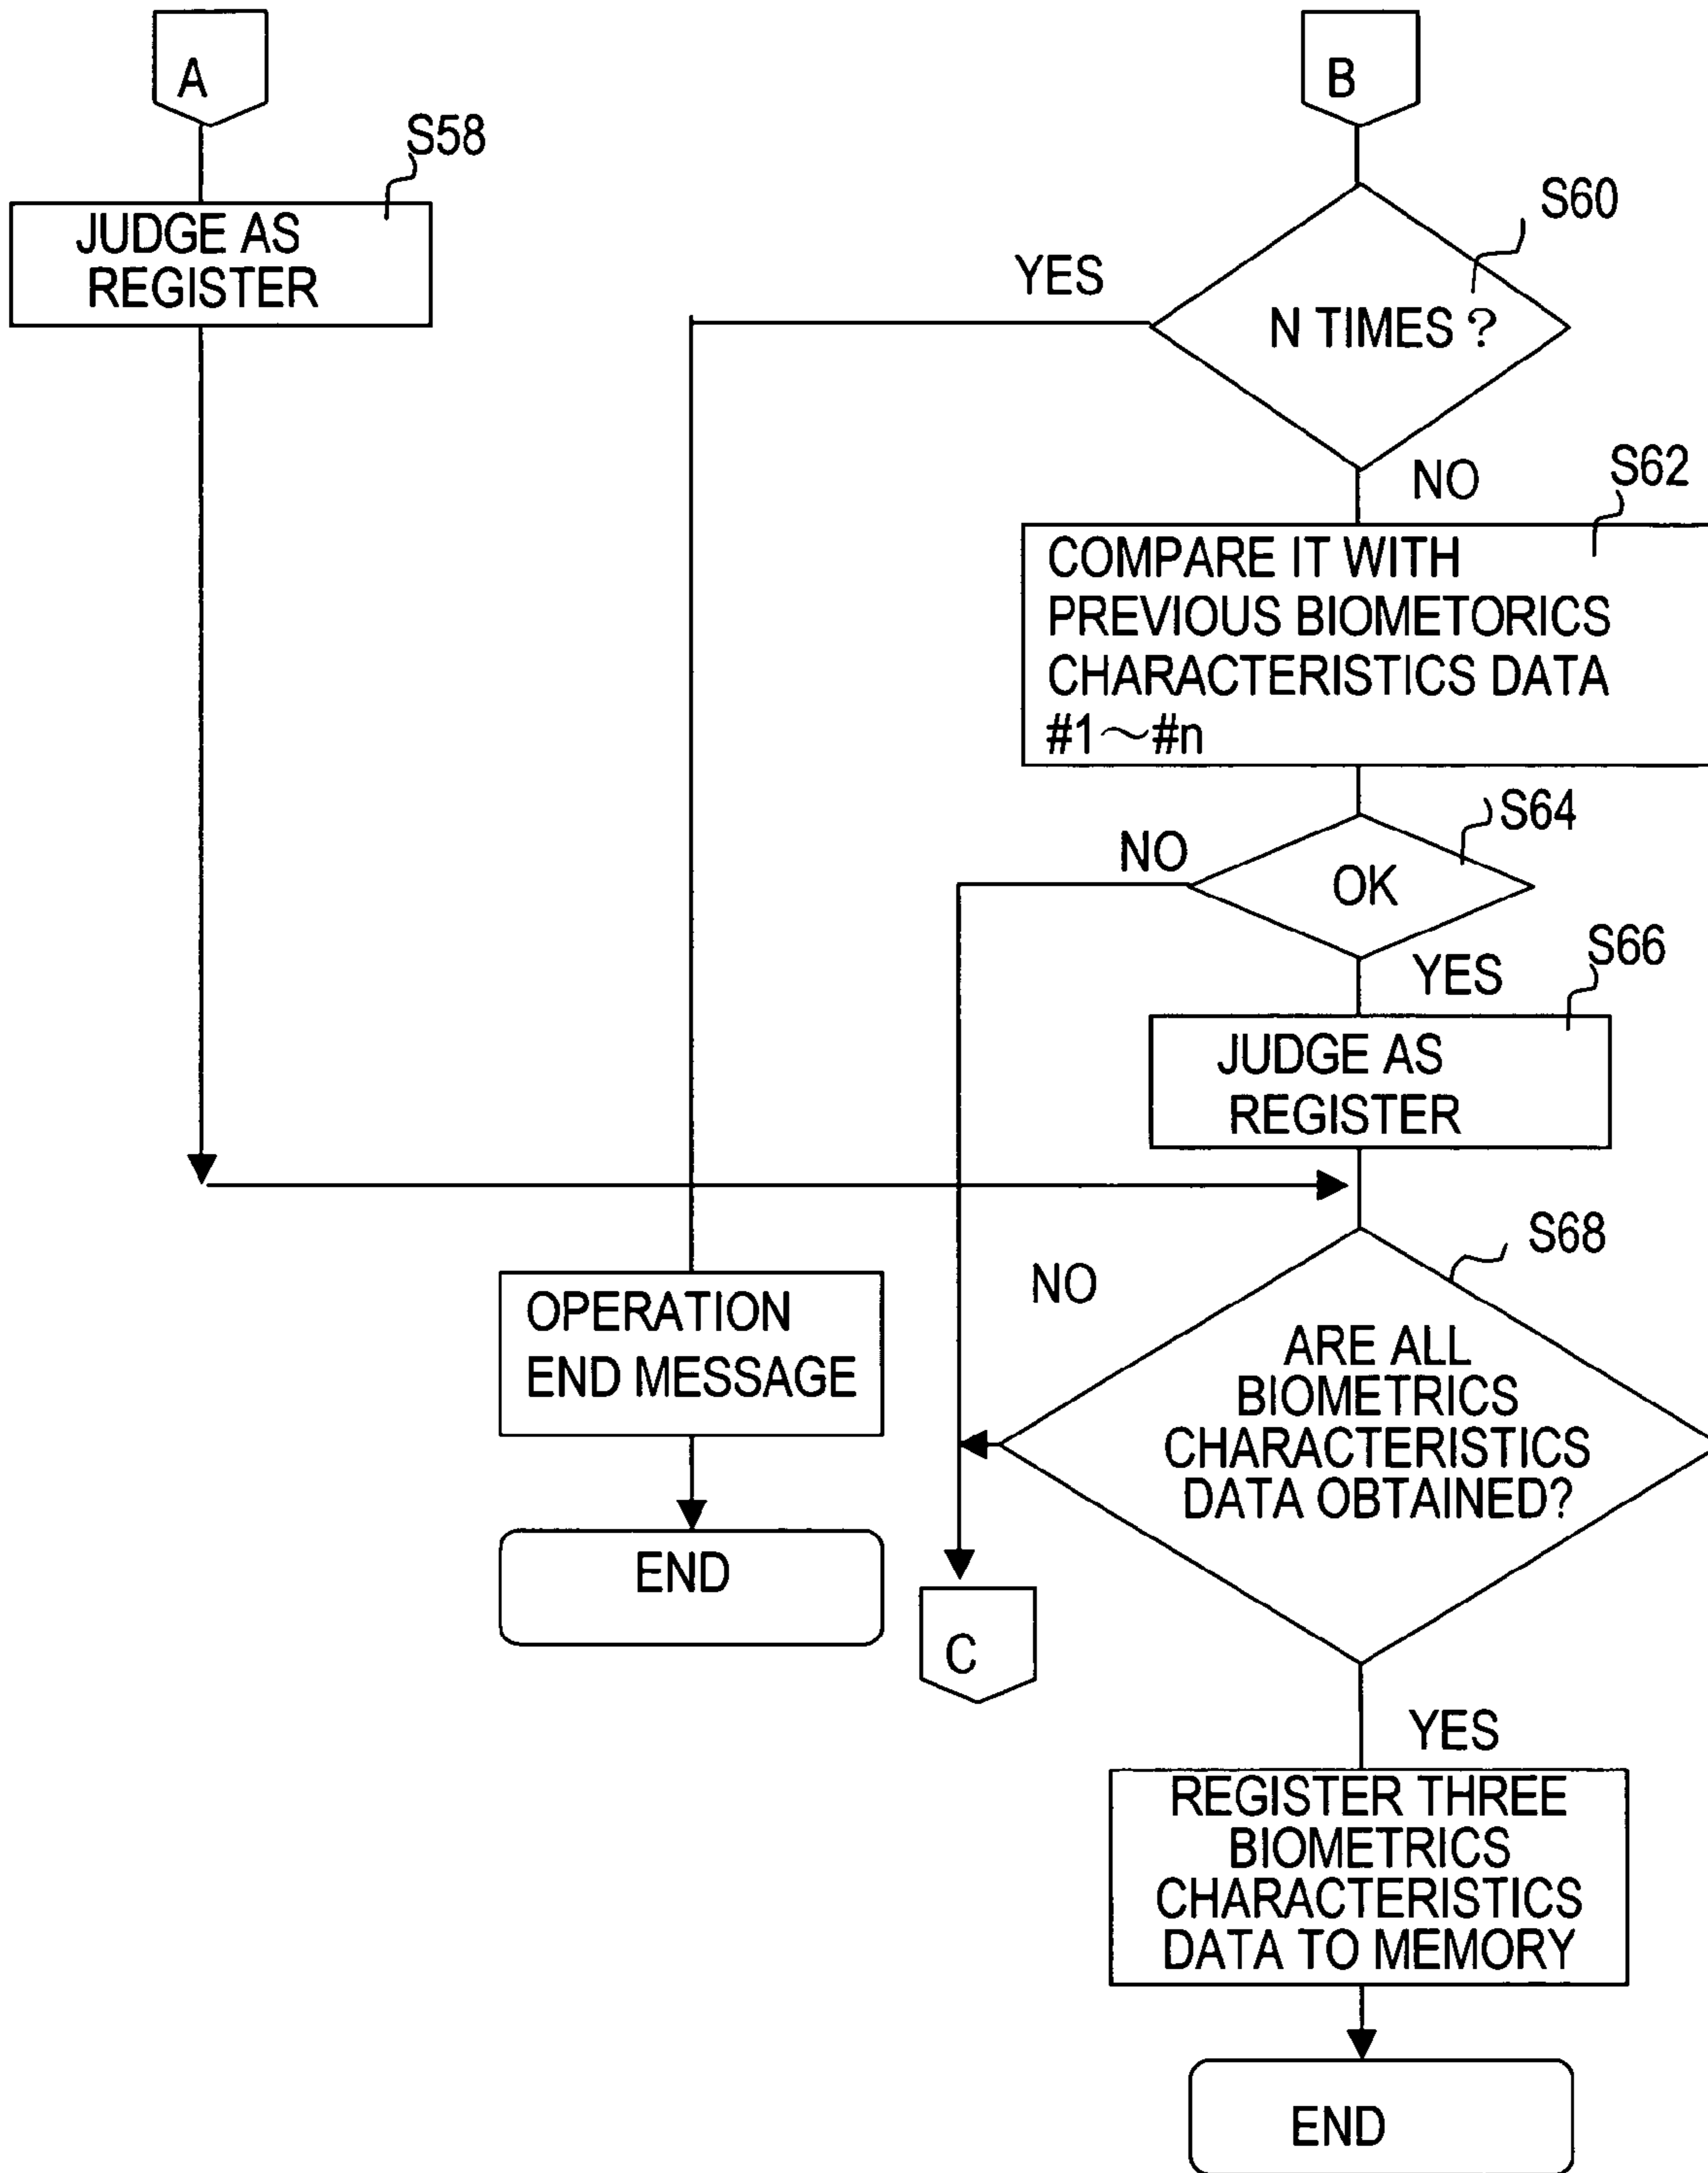 A
S58
JUDGE AS
REGISTER
B
S60
YES
N TIMES ?
NO
S62
COMPARE IT WITH
PREVIOUS BIOMETORICS
CHARACTERISTICS DATA
#1～#n
S64
NO
OK
S66
YES
JUDGE AS
REGISTER
S68
NO
ARE ALL
BIOMETRICS
CHARACTERISTICS
DATA OBTAINED?
OPERATION
END MESSAGE
END
C
YES
REGISTER THREE
BIOMETRICS
CHARACTERISTICS
DATA TO MEMORY
END